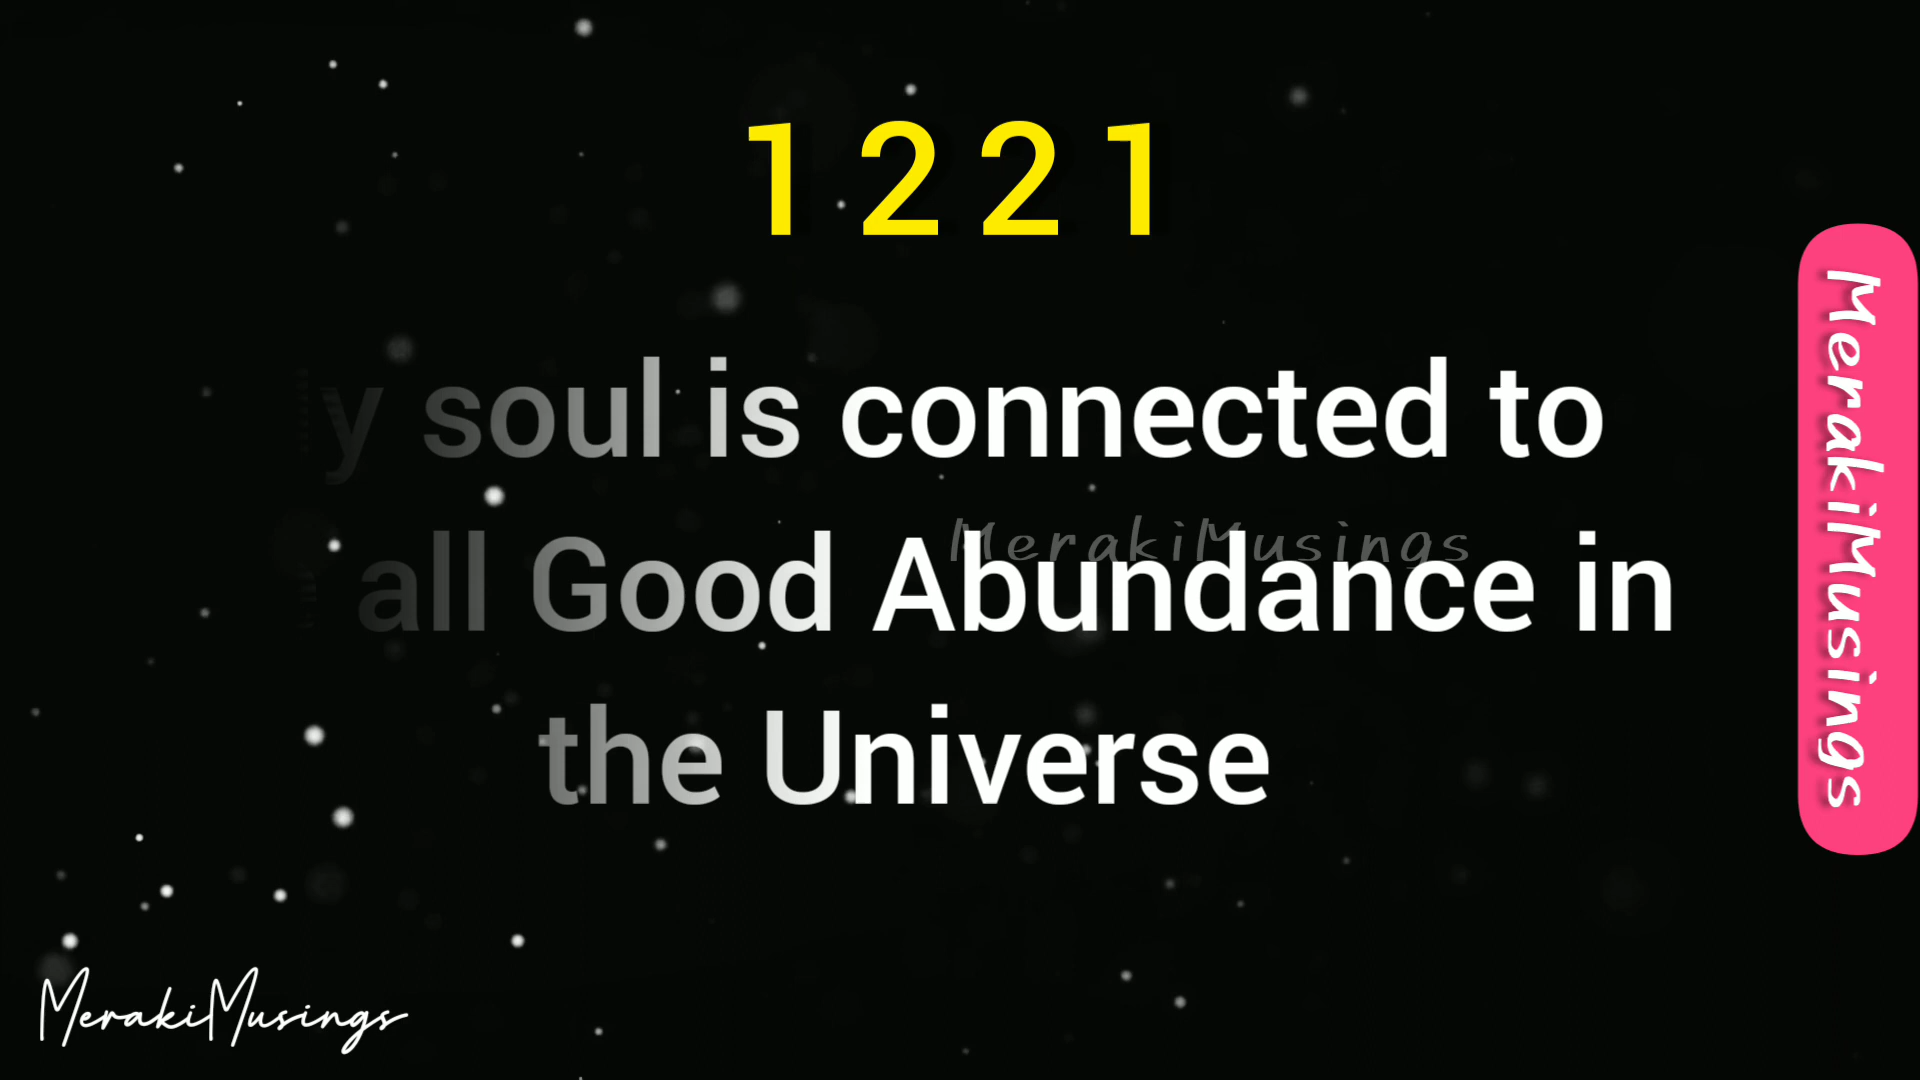 1221
y soul is connected to
all Good Abundance in
the Universe
MerakiMusings
MerakiMusings
MerakiMusings